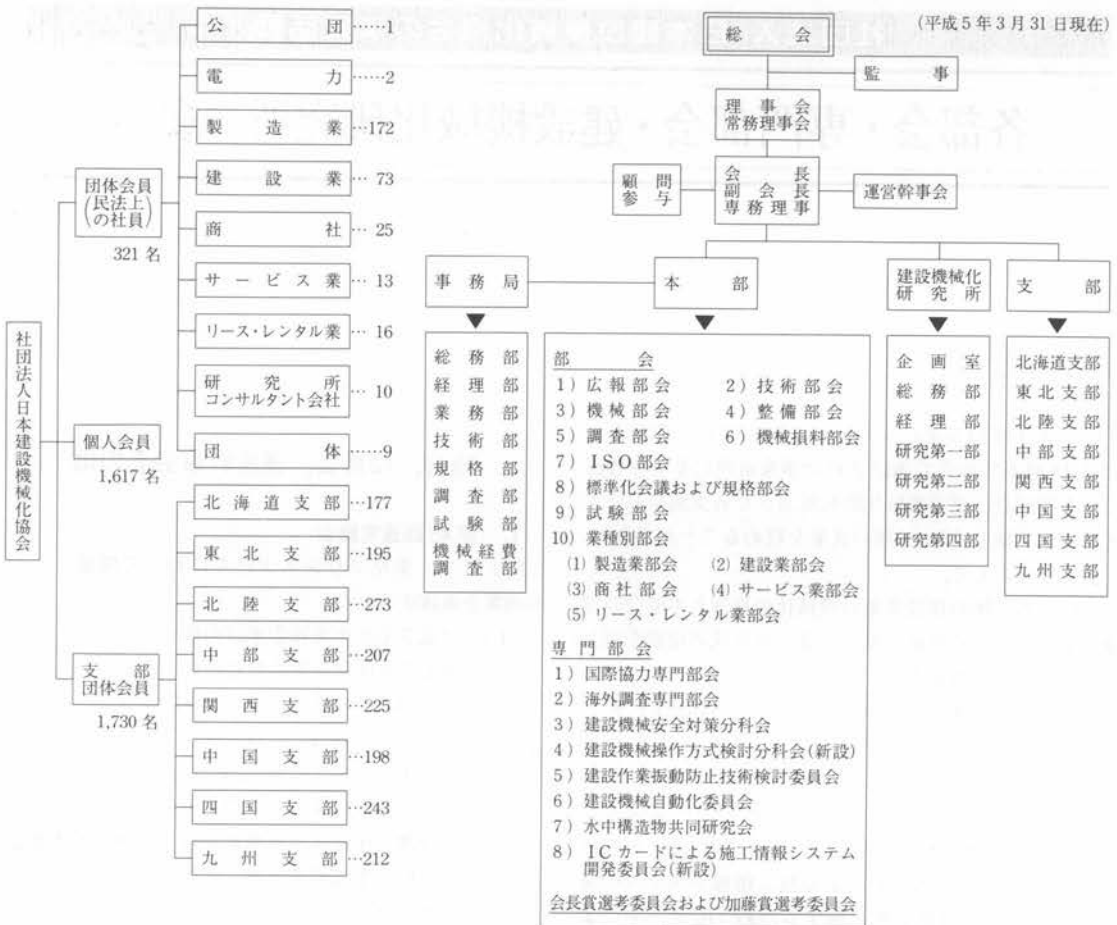 (平成5年3月31日現在)
社団法人日本建設機械化協会
団体会員
(民法上の社員)
321 名
公団…1
電力……2
製造業…172
建設業…73
商社…25
サービス業…13
リース・レンタル業…16
研究所
コンサルタント会社…10
団体…9
個人会員
1,617名
支部
団体会員
1,730 名
北海道支部…177
東北支部…195
北陸支部…273
中部支部…207
関西支部…225
中国支部…198
四国支部…243
九州支部…212
総会
監事
理事会
常務理事会
顧問
参与
会長
副会長
専務理事
運営幹事会
事務局
総務部
経理部
業務部
技術部
規格部
調査部
試験部
機械経費
調査部
本部
部会
1) 広報部会 2) 技術部会
3) 機械部会 4) 整備部会
5) 調査部会 6) 機械損料部会
7) ISO部会
8) 標準化会議および規格部会
9) 試験部会
10) 業種別部会
(1) 製造業部会 (2) 建設業部会
(3) 商社部会 (4) サービス業部会
(5) リース・レンタル業部会
専門部会
1) 国際協力専門部会
2) 海外調査専門部会
3) 建設機械安全対策分科会
4) 建設機械操作方式検討分科会(新設)
5) 建設作業振動防止技術検討委員会
6) 建設機械自動化委員会
7) 水中構造物共同研究会
8) ICカードによる施工情報システム
開発委員会(新設)
会長賞選考委員会および加藤賞選考委員会
建設機械化
研究所
企画室
総務部
経理部
研究第一部
研究第二部
研究第三部
研究第四部
支部
北海道支部
東北支部
北陸支部
中部支部
関西支部
中国支部
四国支部
九州支部